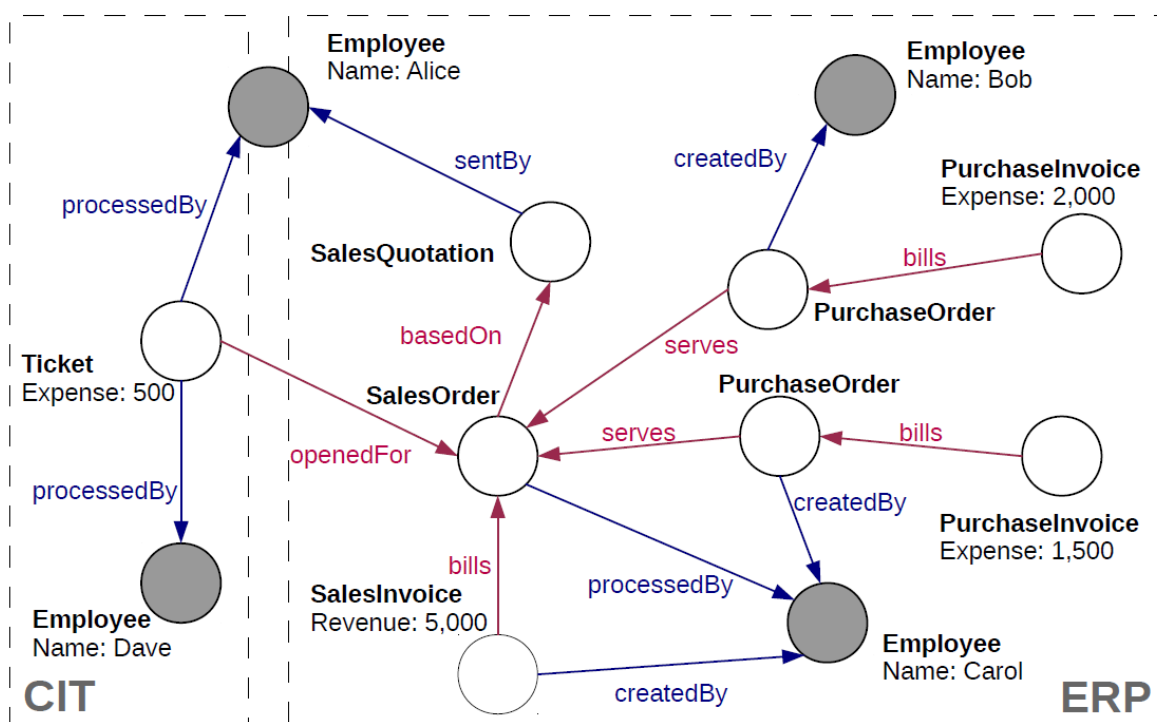 Employee
Name: Alice
Employee
Name: Bob
sentBy
createdBy
PurchaseInvoice
Expense: 2,000
processedBy
SalesQuotation
bills
PurchaseOrder
basedOn
serves
Ticket
Expense: 500
SalesOrder
PurchaseOrder
openedFor
serves
bills
processedBy
createdBy
PurchaseInvoice
Expense: 1,500
bills
processedBy
SalesInvoice
Revenue: 5,000
Employee
Name: Dave
Employee
Name: Carol
createdBy
CIT
ERP